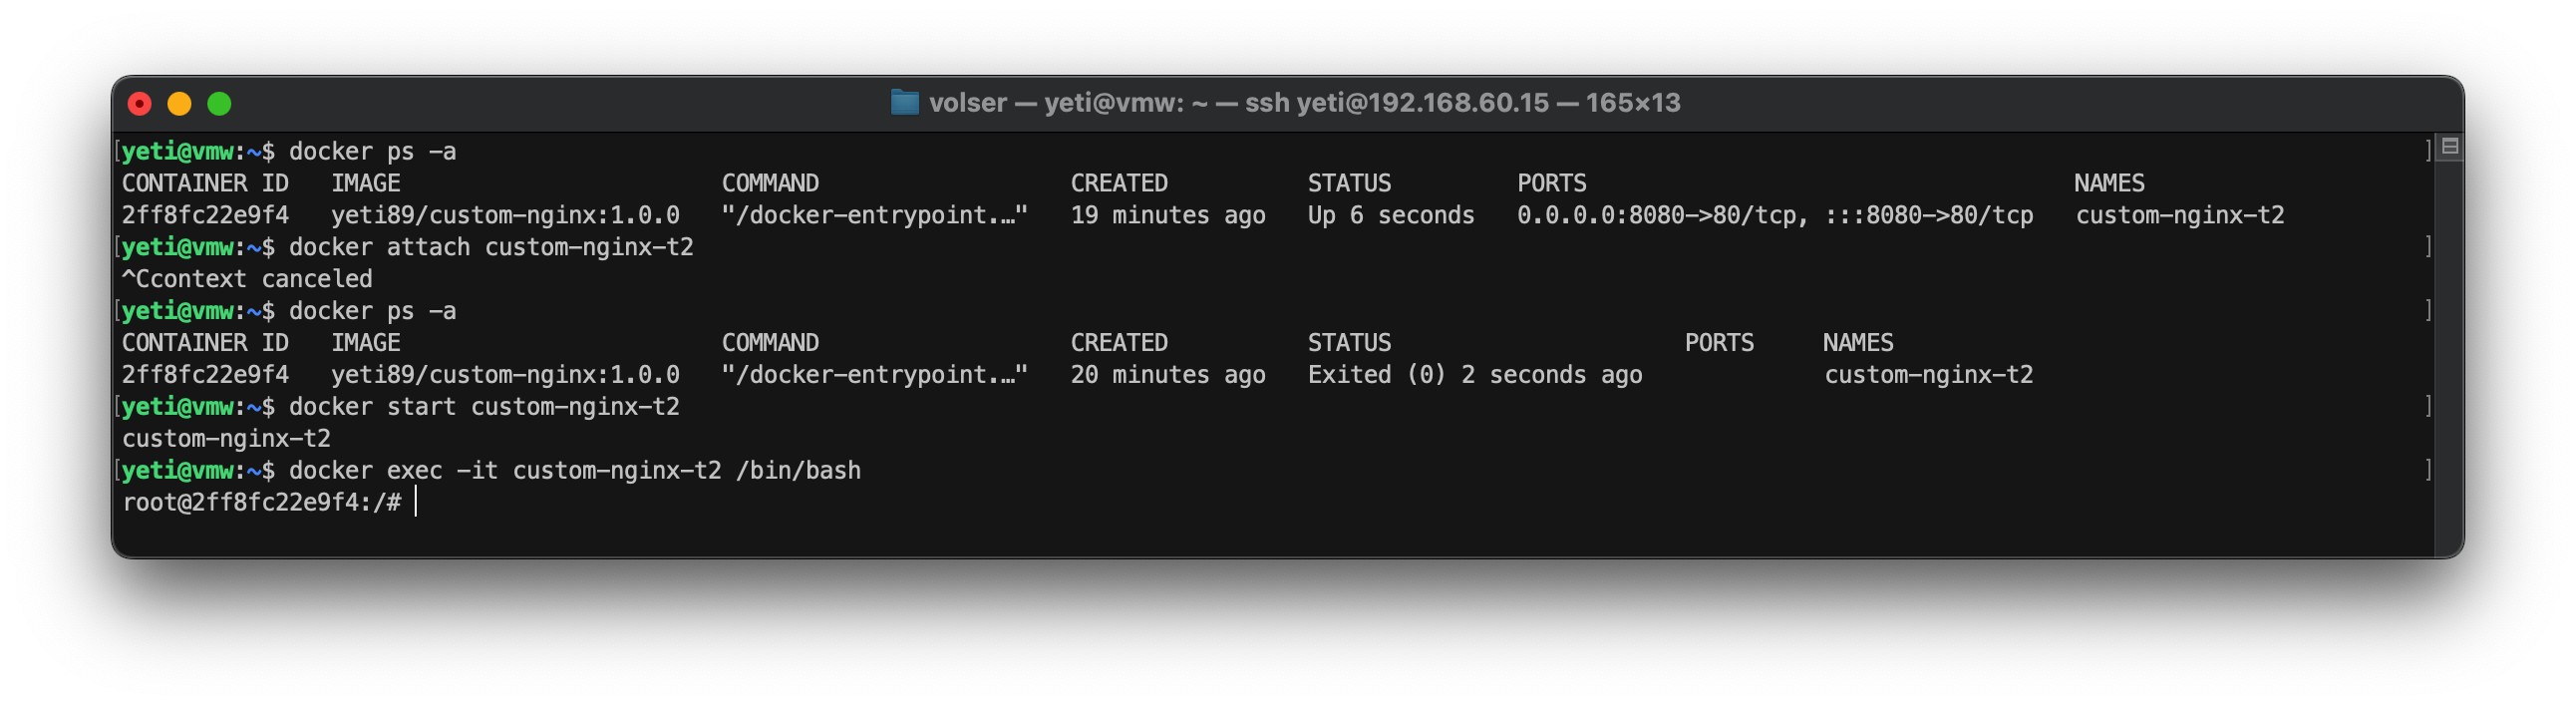 volser — yeti@vmw: ~ — ssh yeti@192.168.60.15 — 165×13
[yeti@vmw:~$ docker ps -a ]
CONTAINER ID   IMAGE                       COMMAND                  CREATED          STATUS         PORTS                                   NAMES
2ff8fc22e9f4   yeti89/custom-nginx:1.0.0   "/docker-entrypoint.…"   19 minutes ago   Up 6 seconds   0.0.0.0:8080->80/tcp, :::8080->80/tcp   custom-nginx-t2
[yeti@vmw:~$ docker attach custom-nginx-t2 ]
^Ccontext canceled
[yeti@vmw:~$ docker ps -a ]
CONTAINER ID   IMAGE                       COMMAND                  CREATED          STATUS                     PORTS     NAMES
2ff8fc22e9f4   yeti89/custom-nginx:1.0.0   "/docker-entrypoint.…"   20 minutes ago   Exited (0) 2 seconds ago             custom-nginx-t2
[yeti@vmw:~$ docker start custom-nginx-t2 ]
custom-nginx-t2
[yeti@vmw:~$ docker exec -it custom-nginx-t2 /bin/bash ]
root@2ff8fc22e9f4:/#